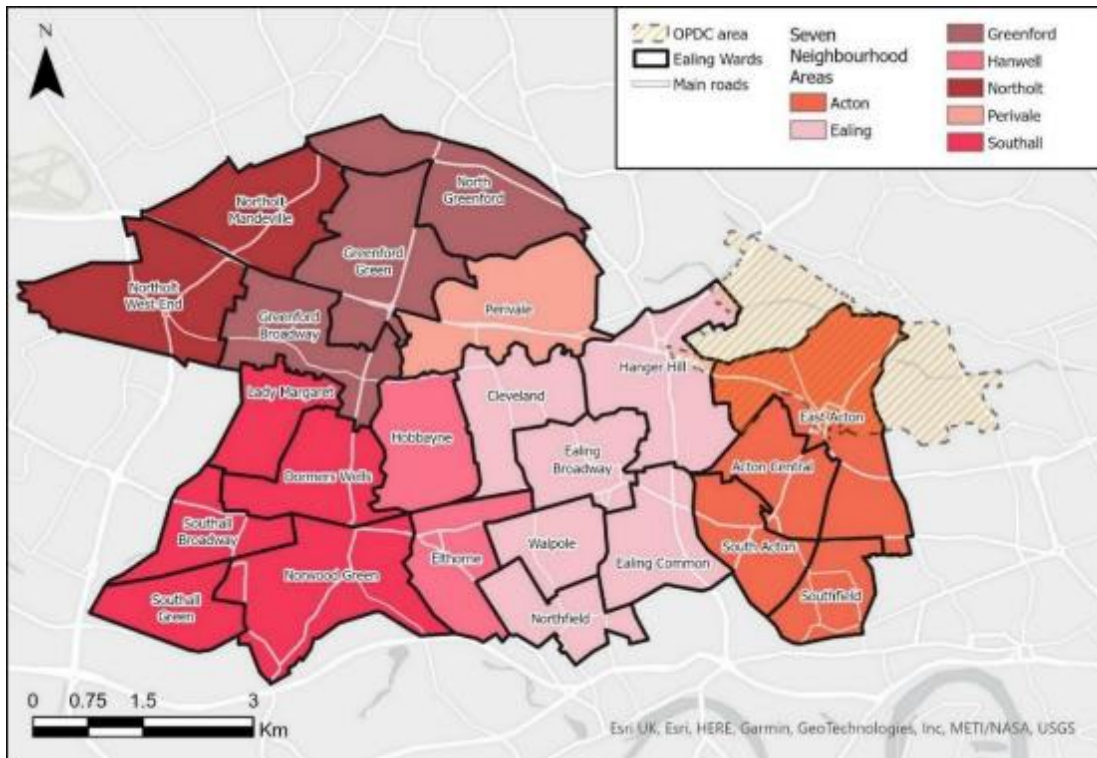 N
OPDC area
Ealing Wards
Main roads
Seven
Neighbourhood
Areas
Acton
Ealing
Greenford
Hanwell
Northolt
Perivale
Southall
North
Greenford
Northolt
Mandeville
Greenford
Green
Northolt
West End
Perivale
Greenford
Broadway
Lady Margaret
Cleveland
Hanger Hill
East Acton
Hobbayne
Ealing
Broadway
Acton Central
Dormers Wells
Southall
Broadway
Elthorne
Walpole
Ealing Common
South Acton
Norwood Green
Southall
Green
Northfield
Southfield
0 0.75 1.5 3
Km
Esri UK, Esri, HERE, Garmin, GeoTechnologies, Inc, METI/NASA, USGS